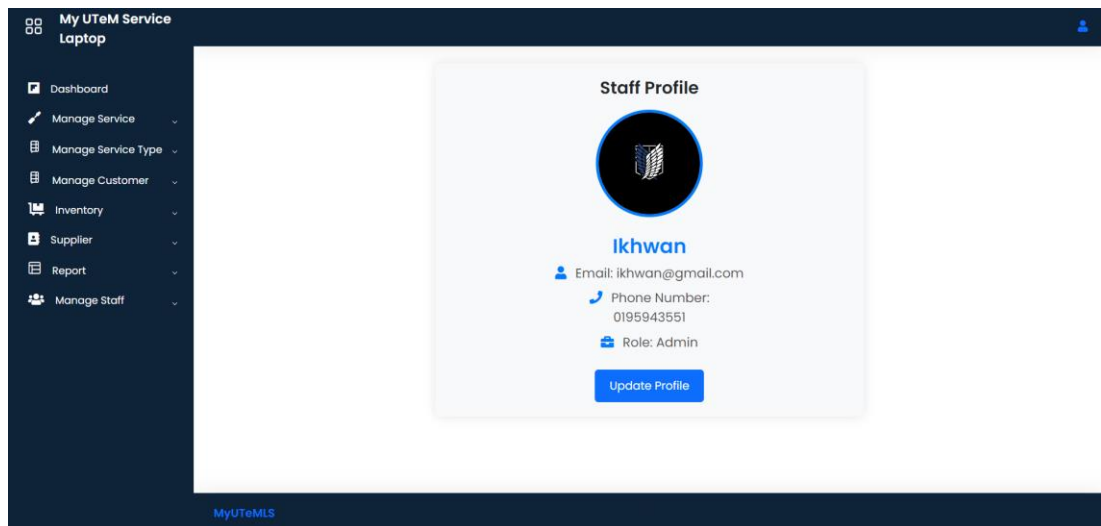 My UTeM Service
Laptop
Dashboard
Manage Service
Manage Service Type
Manage Customer
Inventory
Supplier
Report
Manage Staff
Staff Profile
Ikhwan
Email: ikhwan@gmail.com
Phone Number:
0195943551
Role: Admin
Update Profile
MyUTeMLS